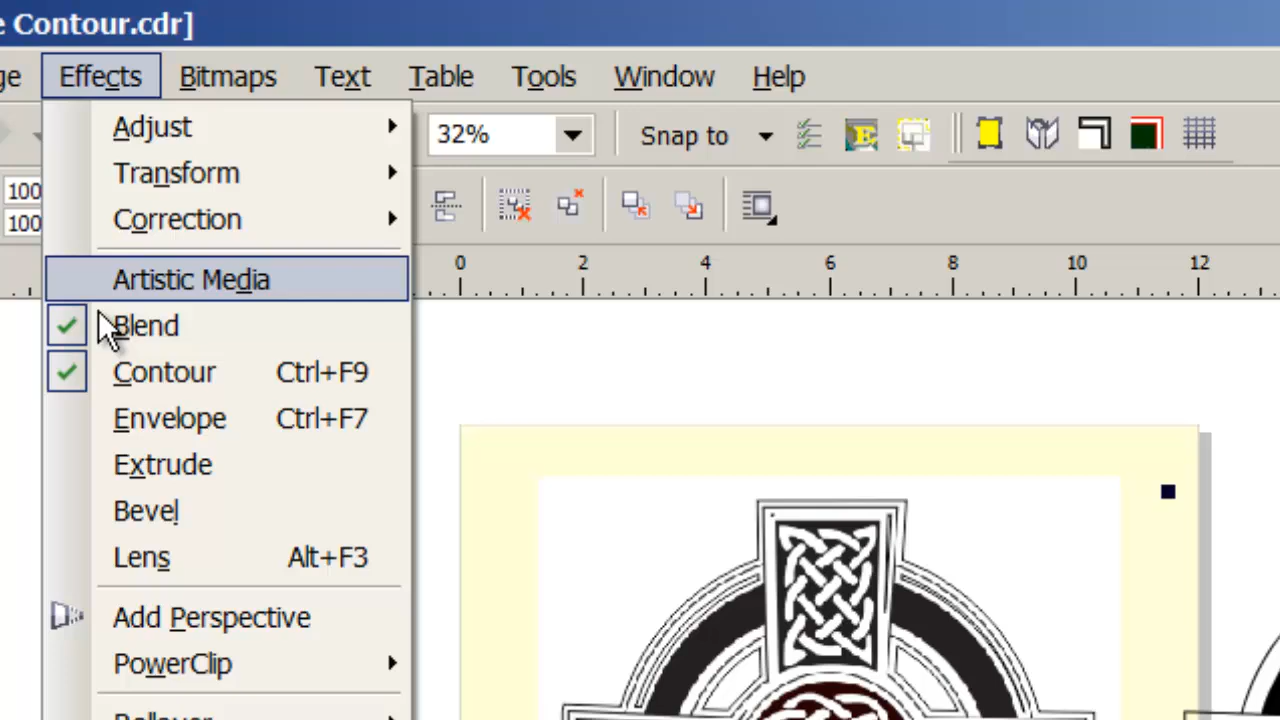 e Contour.cdr]
ge Effects Bitmaps Text Table Tools Window Help
32% Snap to
100
100
Adjust
Transform
Correction
Artistic Media
Blend
Contour Ctrl+F9
Envelope Ctrl+F7
Extrude
Bevel
Lens Alt+F3
Add Perspective
PowerClip
Rollover
0 2 4 6 8 10 12